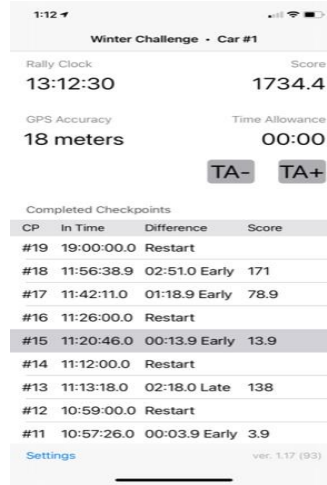 1:12
Winter Challenge - Car #1
Rally Clock Score
13:12:30 1734.4
GPS Accuracy Time Allowance
18 meters 00:00
TA- TA+
Completed Checkpoints
CP In Time Difference Score
#19 19:00:00.0 Restart
#18 11:56:38.9 02:51.0 Early 171
#17 11:42:11.0 01:18.9 Early 78.9
#16 11:26:00.0 Restart
#15 11:20:46.0 00:13.9 Early 13.9
#14 11:12:00.0 Restart
#13 11:13:18.0 02:18.0 Late 138
#12 10:59:00.0 Restart
#11 10:57:26.0 00:03.9 Early 3.9
Settings ver. 1.17 (93)